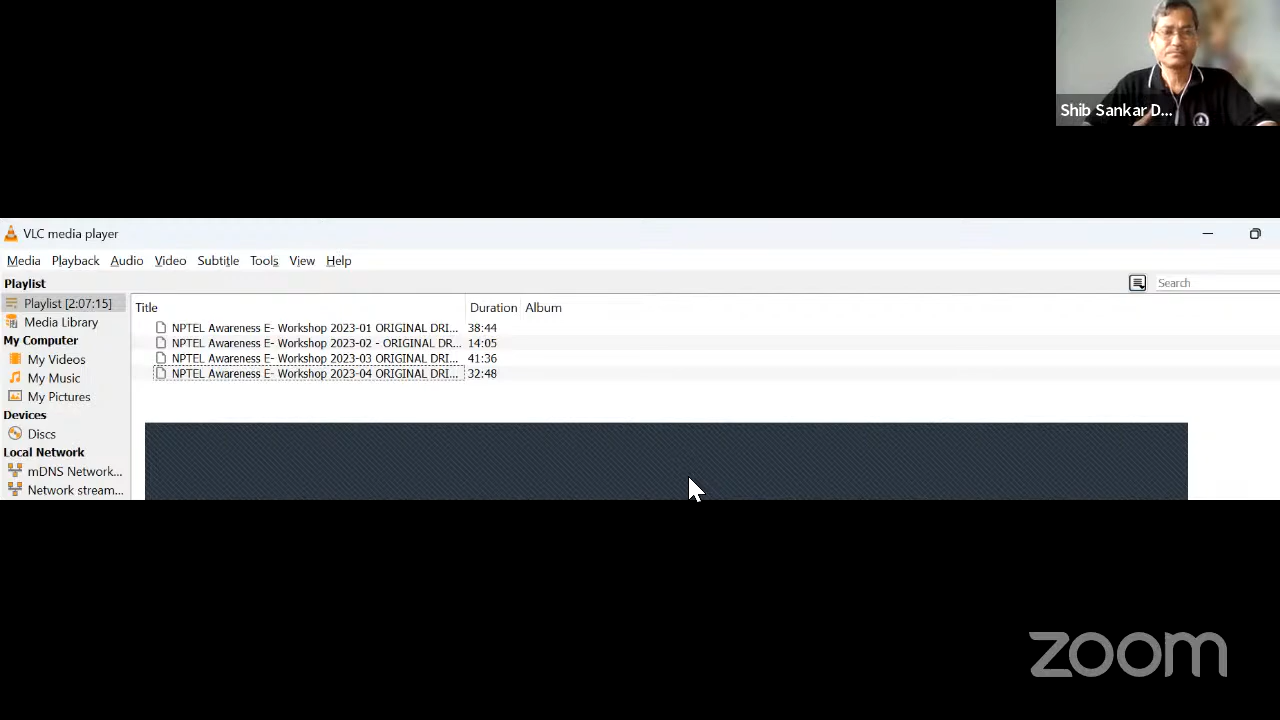 Shib Sankar D...
VLC media player
Media Playback Audio Video Subtitle Tools View Help
Playlist
Search
Playlist [2:07:15]
Media Library
My Computer
My Videos
My Music
My Pictures
Devices
Discs
Local Network
mDNS Network...
Network stream...
Title Duration Album
NPTEL Awareness E- Workshop 2023-01 ORIGINAL DRI... 38:44
NPTEL Awareness E- Workshop 2023-02 - ORIGINAL DR... 14:05
NPTEL Awareness E- Workshop 2023-03 ORIGINAL DRI... 41:36
NPTEL Awareness E- Workshop 2023-04 ORIGINAL DRI... 32:48
zoom